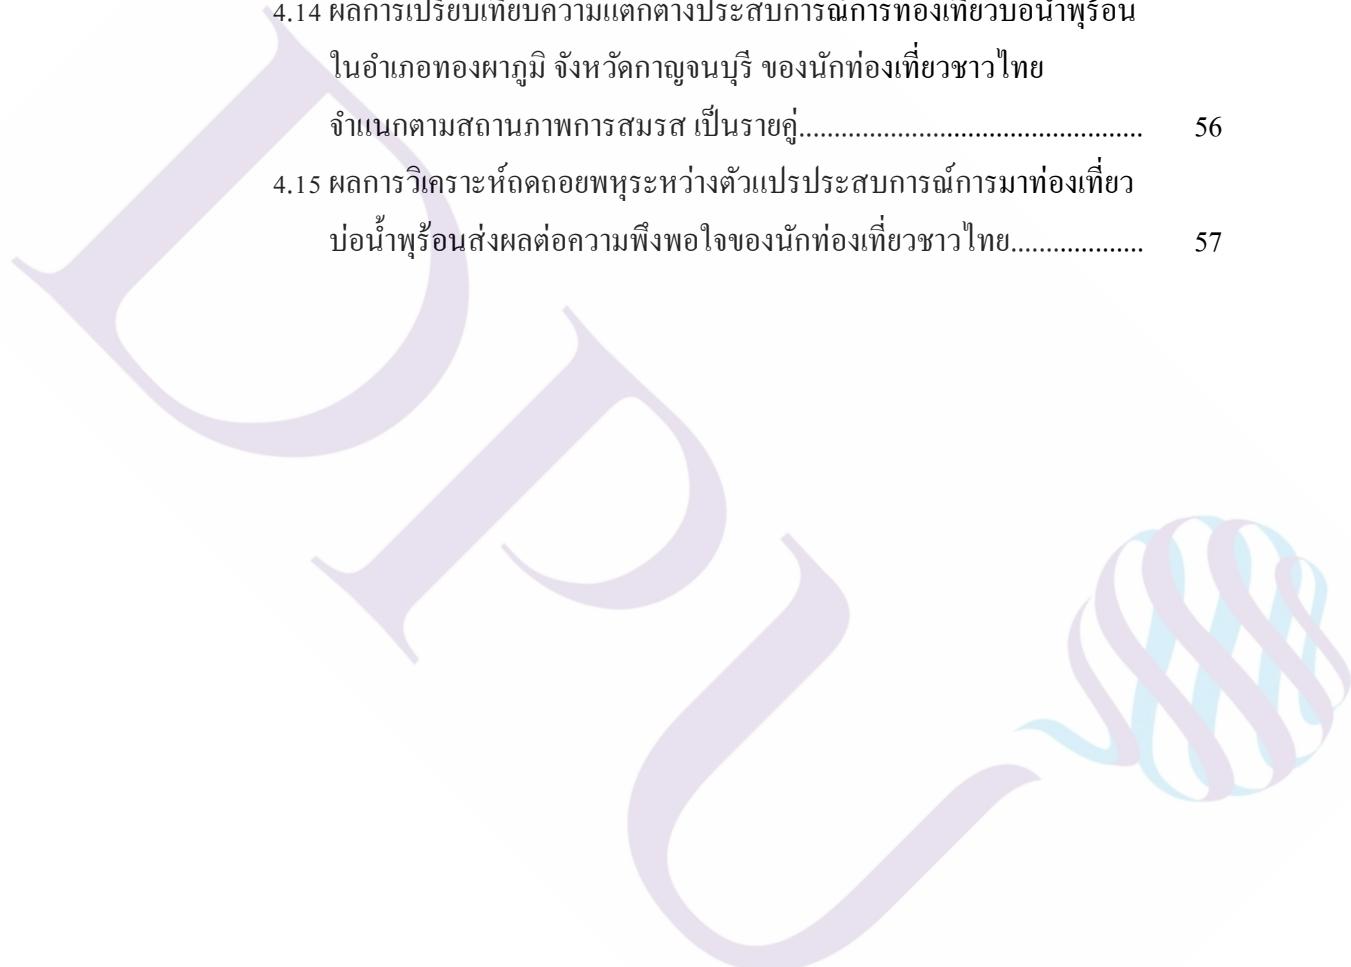 4.14 ผลการเปรียบเทียบความแตกต่างประสบการณ์การท่องเที่ยวบ่อน้ำพุร้อน
ในอำเภอทองผาภูมิ จังหวัดกาญจนบุรี ของนักท่องเที่ยวชาวไทย
จำแนกตามสถานภาพการสมรส เป็นรายคู่................................................ 56
4.15 ผลการวิเคราะห์ถดถอยพหุระหว่างตัวแปรประสบการณ์การมาท่องเที่ยว
บ่อน้ำพุร้อนส่งผลต่อความพึงพอใจของนักท่องเที่ยวชาวไทย................... 57
DPU